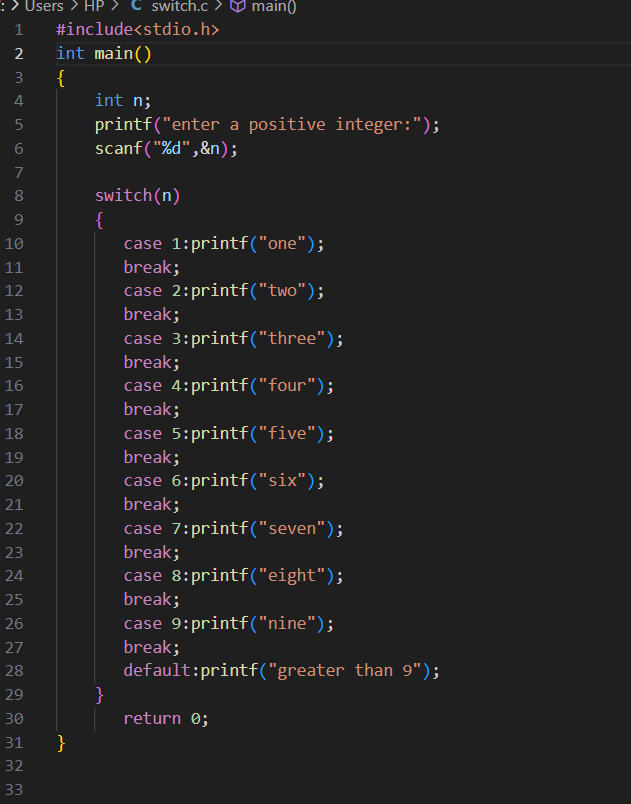 : > Users > HP > C switch.c > main()
1 #include<stdio.h>
2 int main()
3 {
4     int n;
5     printf("enter a positive integer:");
6     scanf("%d",&n);
7
8     switch(n)
9     {
10        case 1:printf("one");
11        break;
12        case 2:printf("two");
13        break;
14        case 3:printf("three");
15        break;
16        case 4:printf("four");
17        break;
18        case 5:printf("five");
19        break;
20        case 6:printf("six");
21        break;
22        case 7:printf("seven");
23        break;
24        case 8:printf("eight");
25        break;
26        case 9:printf("nine");
27        break;
28        default:printf("greater than 9");
29     }
30        return 0;
31 }
32
33